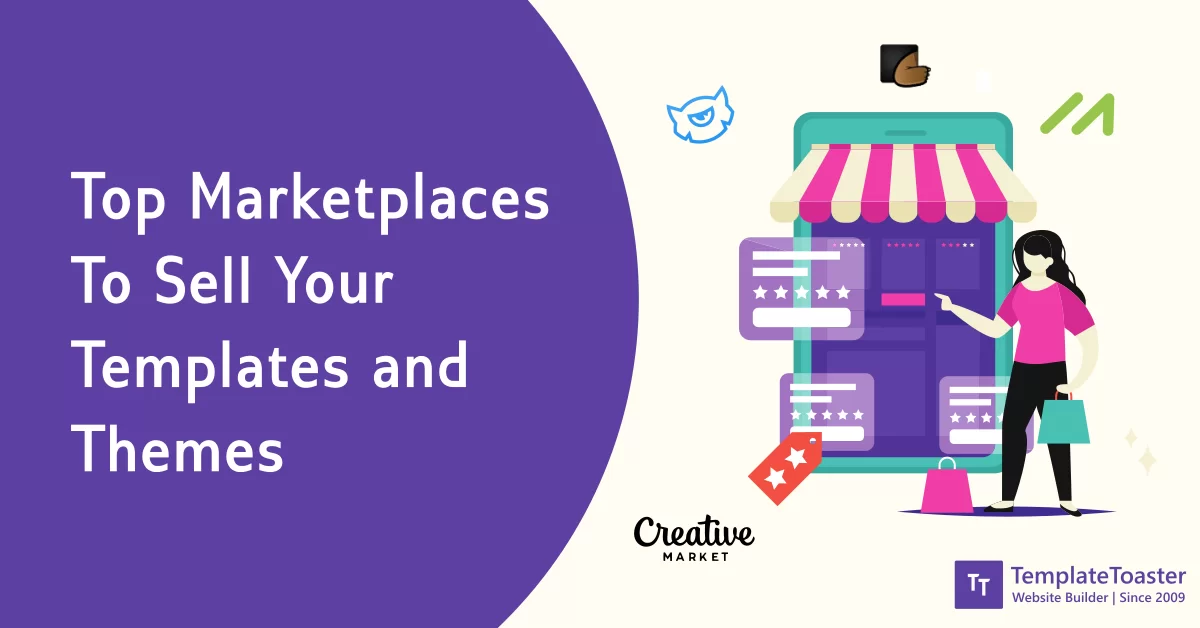 Top Marketplaces
To Sell Your
Templates and
Themes
Creative
MARKET
TT
TemplateToaster
Website Builder | Since 2009